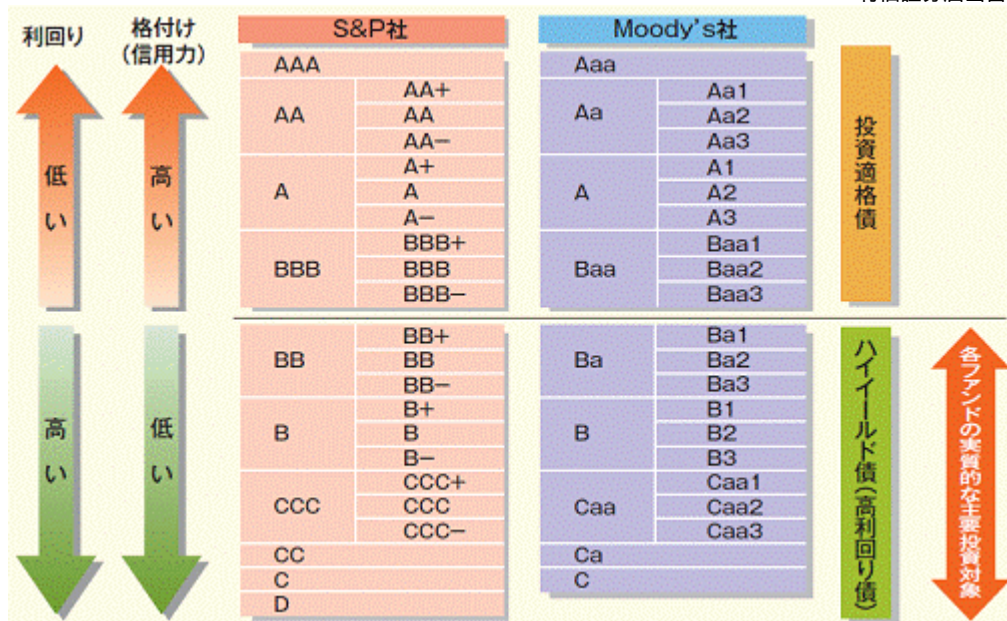 利回り
格付け
(信用力)
S&P社
Moody's社
低い
高い
高い
低い
AAA
AA
AA+
AA
AA−
A
A+
A
A−
BBB
BBB+
BBB
BBB−
BB
BB+
BB
BB−
B
B+
B
B−
CCC
CCC+
CCC
CCC−
CC
C
D
Aaa
Aa
Aa1
Aa2
Aa3
A
A1
A2
A3
Baa
Baa1
Baa2
Baa3
Ba
Ba1
Ba2
Ba3
B
B1
B2
B3
Caa
Caa1
Caa2
Caa3
Ca
C
投資適格債
ハイイールド債(高利回り債)
各ファンドの実質的な主要投資対象